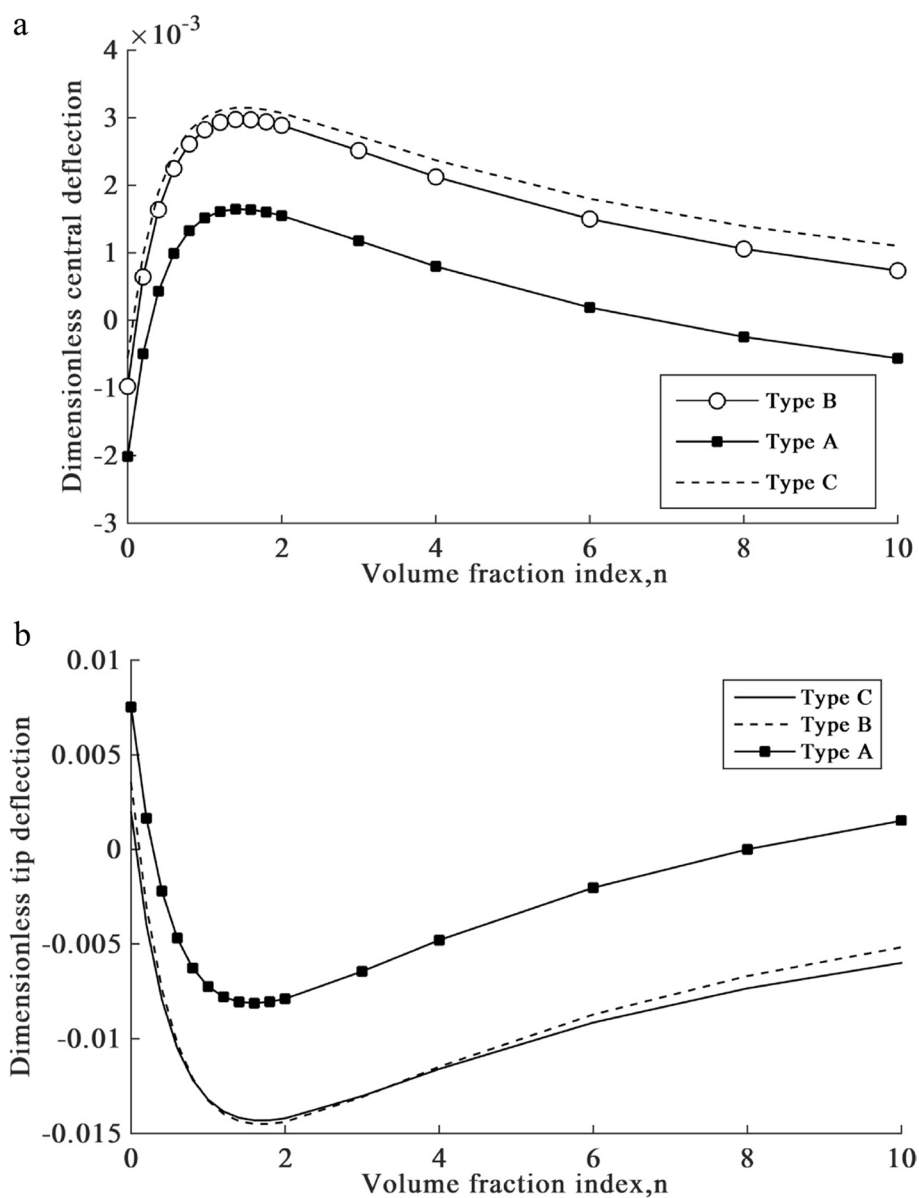 a
×10-3
4
3
2
1
0
-1
-2
-3
Dimensionless central deflection
Type B
Type A
Type C
0 2 4 6 8 10
Volume fraction index,n
b
0.01
0.005
0
-0.005
-0.01
-0.015
Dimensionless tip deflection
Type C
Type B
Type A
0 2 4 6 8 10
Volume fraction index,n